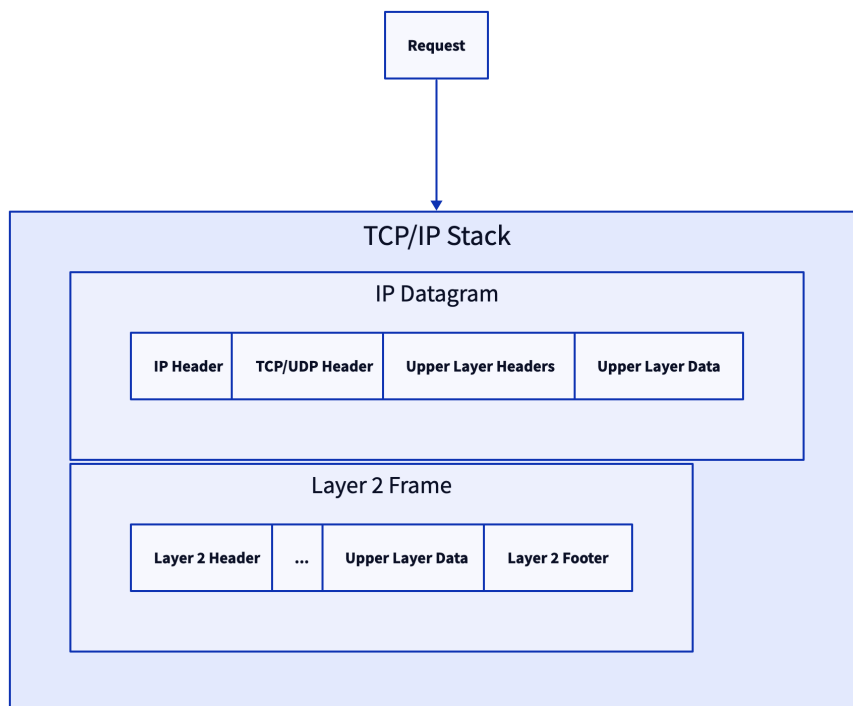 Request
TCP/IP Stack
IP Datagram
IP Header
TCP/UDP Header
Upper Layer Headers
Upper Layer Data
Layer 2 Frame
Layer 2 Header
...
Upper Layer Data
Layer 2 Footer